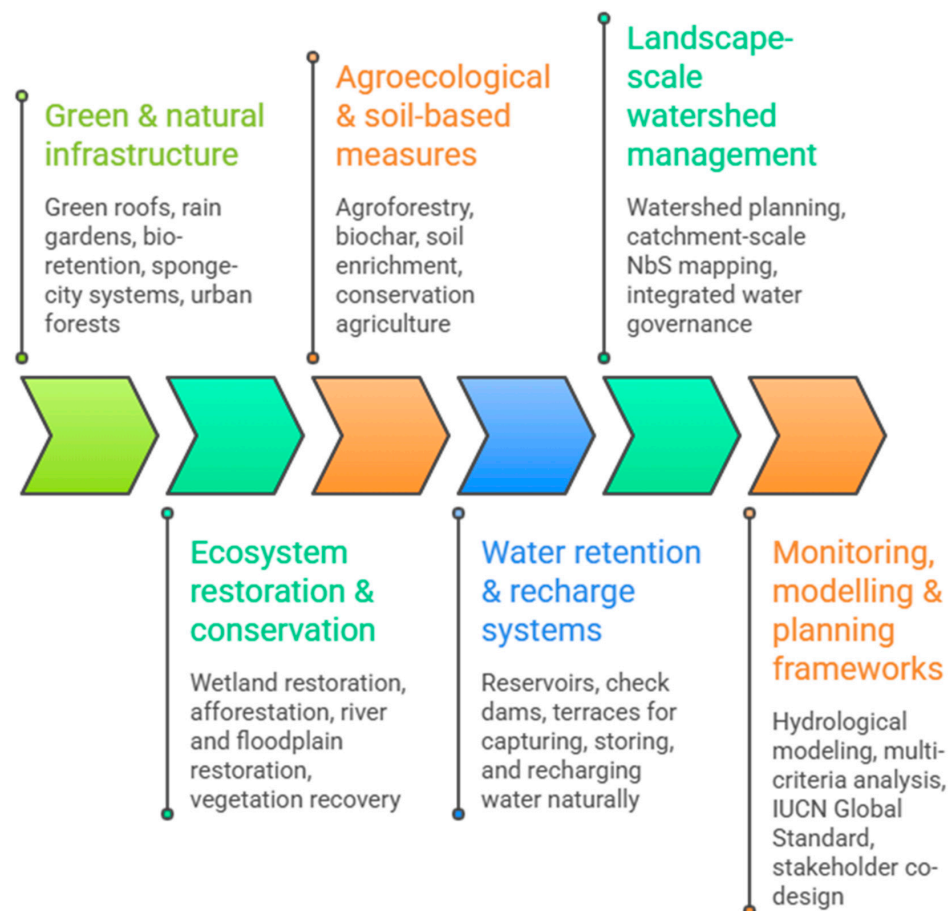 Green & natural
infrastructure
Green roofs, rain
gardens, bio-
retention, sponge-
city systems, urban
forests
Agroecological
& soil-based
measures
Agroforestry,
biochar, soil
enrichment,
conservation
agriculture
Landscape-
scale
watershed
management
Watershed planning,
catchment-scale
NbS mapping,
integrated water
governance
Ecosystem
restoration &
conservation
Wetland restoration,
afforestation, river
and floodplain
restoration,
vegetation recovery
Water retention
& recharge
systems
Reservoirs, check
dams, terraces for
capturing, storing,
and recharging
water naturally
Monitoring,
modelling &
planning
frameworks
Hydrological
modeling, multi-
criteria analysis,
IUCN Global
Standard,
stakeholder co-
design